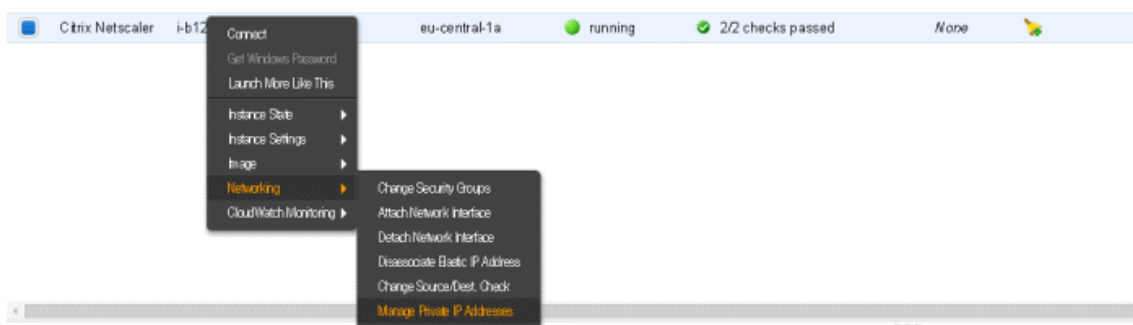 Citrix Netscaler i-b12 eu-central-1a running 2/2 checks passed None
Connect
Get Windows Password
Launch More Like This
Instance State
Instance Settings
Image
Networking
CloudWatch Monitoring
Change Security Groups
Attach Network Interface
Detach Network Interface
Disassociate Elastic IP Address
Change Source/Dest. Check
Manage Private IP Addresses